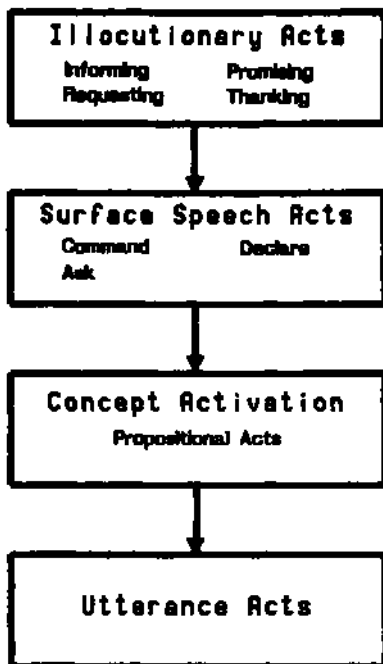 Illocutionary Acts
Informing Promising
Requesting Thanking
Surface Speech Acts
Command Declare
Ask
Concept Activation
Propositional Acts
Utterance Acts